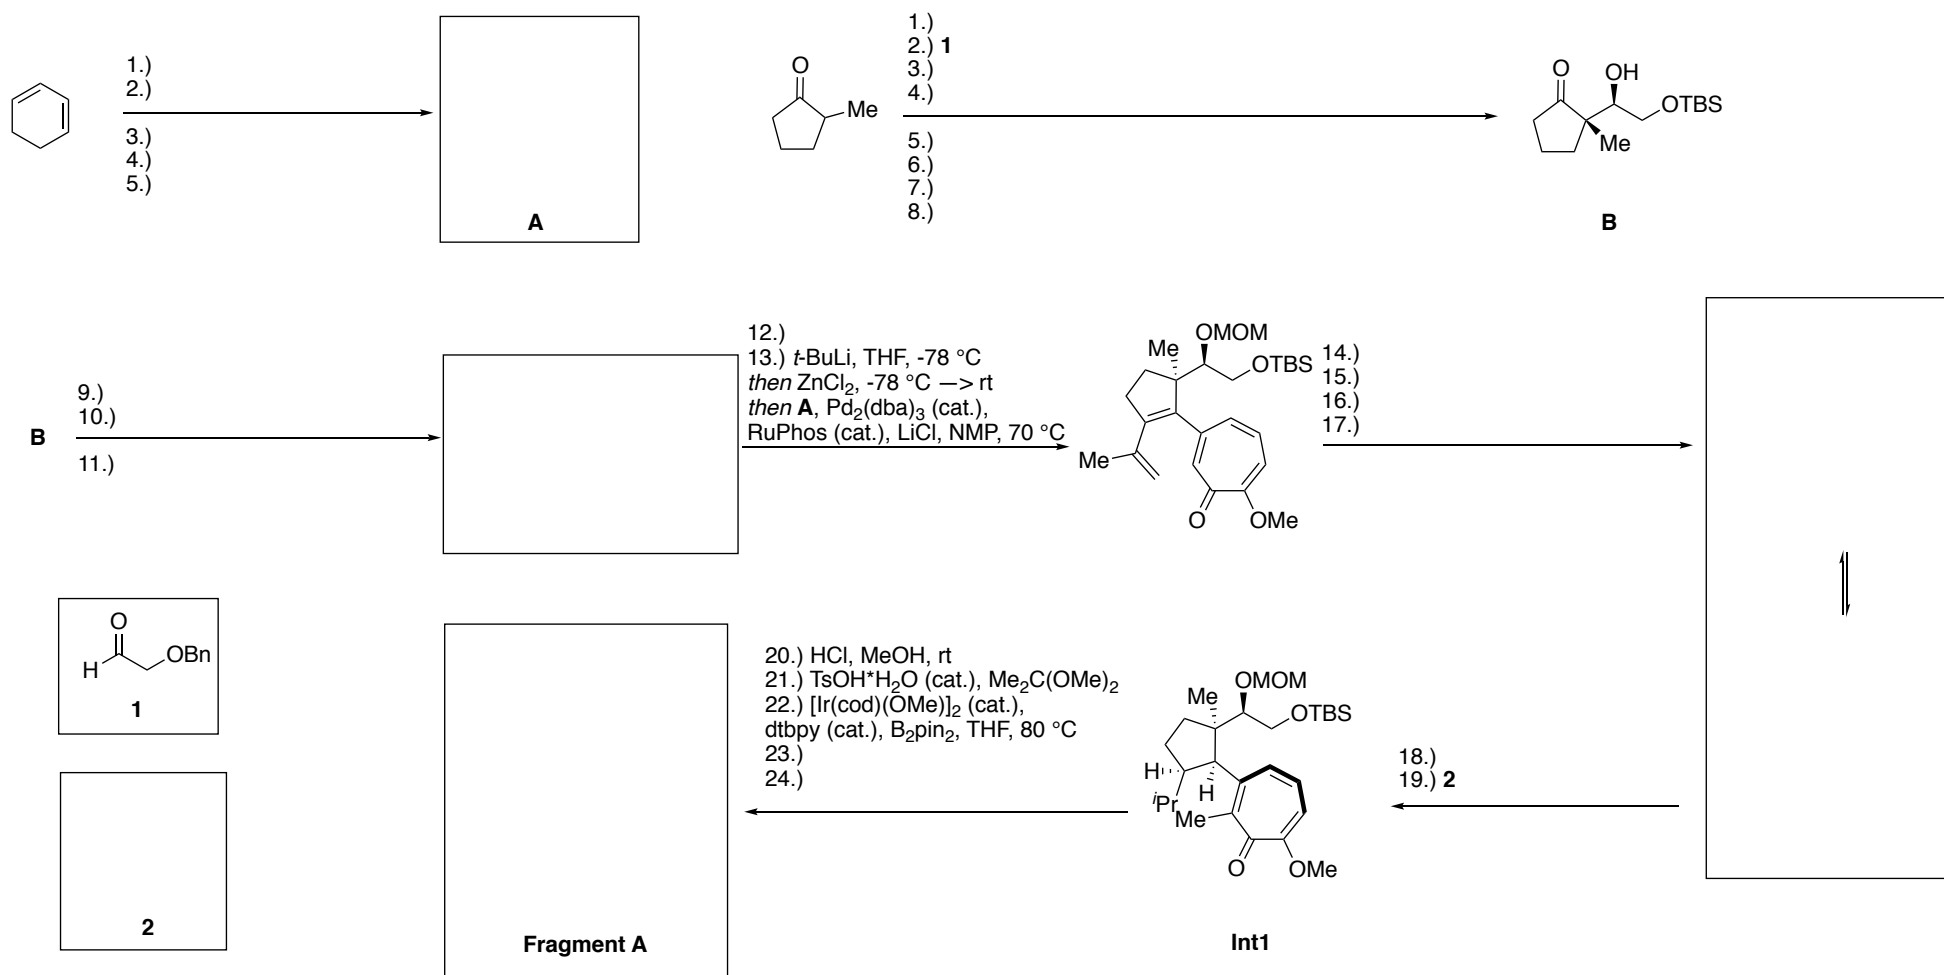 1.)
2.)
3.)
4.)
5.)
A
O
Me
1.)
2.) 1
3.)
4.)
5.)
6.)
7.)
8.)
O
OH
OTBS
Me
B
B
9.)
10.)
11.)
12.)
13.) t-BuLi, THF, -78 °C
then ZnCl2, -78 °C —> rt
then A, Pd2(dba)3 (cat.),
RuPhos (cat.), LiCl, NMP, 70 °C
OMOM
Me
OTBS
Me
O
OMe
14.)
15.)
16.)
17.)
O
H
OBn
1
2
Fragment A
20.) HCl, MeOH, rt
21.) TsOH*H2O (cat.), Me2C(OMe)2
22.) [Ir(cod)(OMe)]2 (cat.),
dtbpy (cat.), B2pin2, THF, 80 °C
23.)
24.)
OMOM
Me
OTBS
H
H
iPr
Me
O
OMe
Int1
18.)
19.) 2